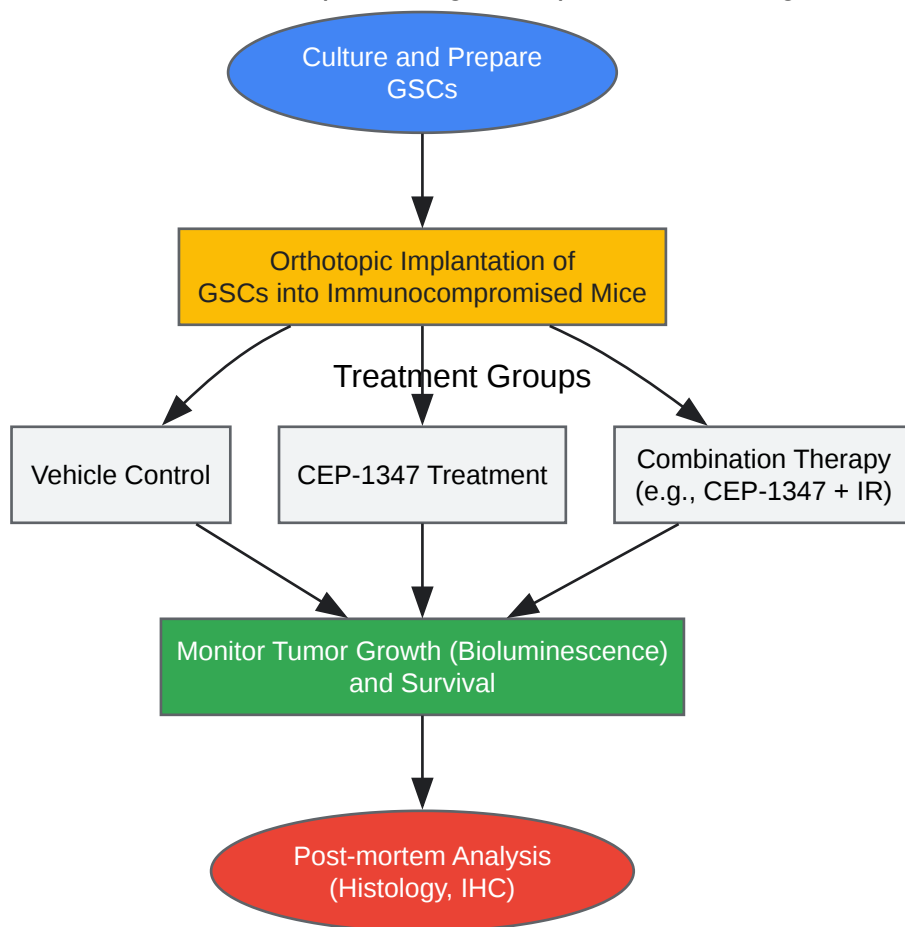 Culture and Prepare
GSCs
Orthotopic Implantation of
GSCs into Immunocompromised Mice
Treatment Groups
Vehicle Control
CEP-1347 Treatment
Combination Therapy
(e.g., CEP-1347 + IR)
Monitor Tumor Growth (Bioluminescence)
and Survival
Post-mortem Analysis
(Histology, IHC)